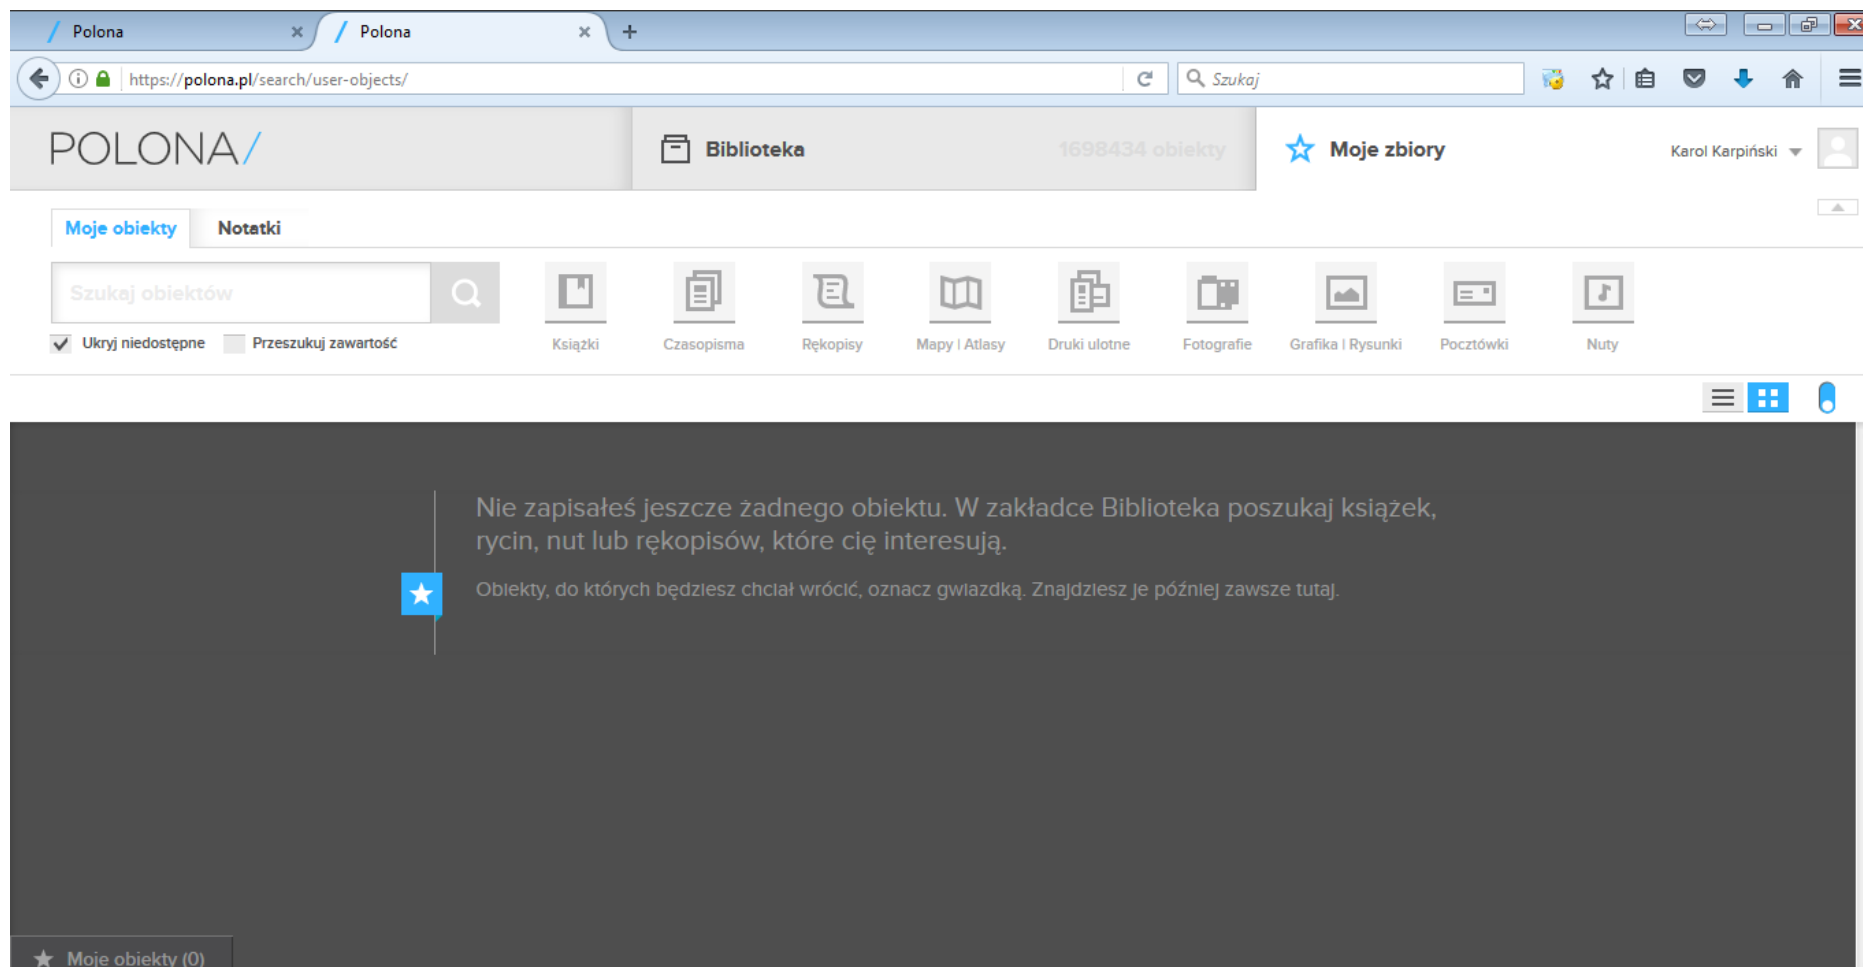 Polona
Polona
https://polona.pl/search/user-objects/
Szukaj
POLONA/
Biblioteka
1698434 obiekty
Moje zbiory
Karol Karpiński
Moje obiekty
Notatki
Szukaj obiektów
Ukryj niedostępne
Przeszukuj zawartość
Książki
Czasopisma
Rękopisy
Mapy i Atlasy
Druki ulotne
Fotografie
Grafika i Rysunki
Pocztówki
Nuty
Nie zapisałeś jeszcze żadnego obiektu. W zakładce Biblioteka poszukaj książek,
rycin, nut lub rękopisów, które cię interesują.
Obiekty, do których będziesz chciał wrócić, oznacz gwiazdką. Znajdziesz je później zawsze tutaj.
Moje obiekty (0)